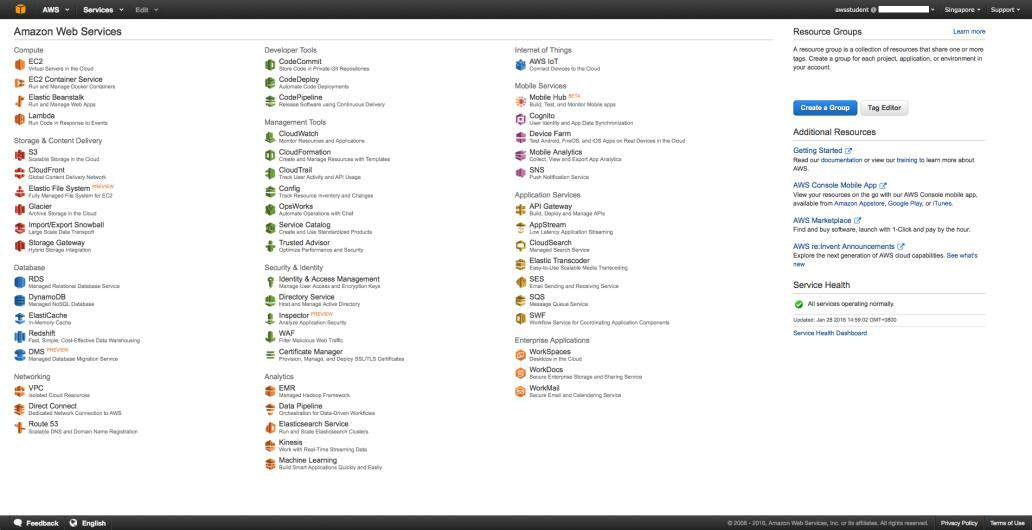 AWS Services Edit awsstudent @ Singapore Support
Amazon Web Services
Compute
EC2
Virtual Servers in the Cloud
EC2 Container Service
Run and Manage Docker Containers
Elastic Beanstalk
Run and Manage Web Apps
Lambda
Run Code in Response to Events
Storage & Content Delivery
S3
Scalable Storage in the Cloud
CloudFront
Global Content Delivery Network
Elastic File System PREVIEW
Fully Managed File System for EC2
Glacier
Archive Storage in the Cloud
Import/Export Snowball
Large Scale Data Transport
Storage Gateway
Hybrid Storage Integration
Database
RDS
Managed Relational Database Service
DynamoDB
Managed NoSQL Database
ElastiCache
In-Memory Cache
Redshift
Fast, Simple, Cost-Effective Data Warehousing
DMS PREVIEW
Managed Database Migration Service
Networking
VPC
Isolated Cloud Resources
Direct Connect
Dedicated Network Connection to AWS
Route 53
Scalable DNS and Domain Name Registration
Developer Tools
CodeCommit
Store Code in Private Git Repositories
CodeDeploy
Automate Code Deployments
CodePipeline
Release Software using Continuous Delivery
Management Tools
CloudWatch
Monitor Resources and Applications
CloudFormation
Create and Manage Resources with Templates
CloudTrail
Track User Activity and API Usage
Config
Track Resource Inventory and Changes
OpsWorks
Automate Operations with Chef
Service Catalog
Create and Use Standardized Products
Trusted Advisor
Optimize Performance and Security
Security & Identity
Identity & Access Management
Manage User Access and Encryption Keys
Directory Service
Host and Manage Active Directory
Inspector PREVIEW
Analyze Application Security
WAF
Filter Malicious Web Traffic
Certificate Manager
Provision, Manage, and Deploy SSL/TLS Certificates
Analytics
EMR
Managed Hadoop Framework
Data Pipeline
Orchestration for Data-Driven Workflows
Elasticsearch Service
Run and Scale Elasticsearch Clusters
Kinesis
Work with Real-Time Streaming Data
Machine Learning
Build Smart Applications Quickly and Easily
Internet of Things
AWS IoT
Connect Devices to the Cloud
Mobile Services
Mobile Hub BETA
Build, Test, and Monitor Mobile apps
Cognito
User Identity and App Data Synchronization
Device Farm
Test Android, FireOS, and iOS Apps on Real Devices in the Cloud
Mobile Analytics
Collect, View and Export App Analytics
SNS
Push Notification Service
Application Services
API Gateway
Build, Deploy and Manage APIs
AppStream
Low Latency Application Streaming
CloudSearch
Managed Search Service
Elastic Transcoder
Easy-to-Use Scalable Media Transcoding
SES
Email Sending and Receiving Service
SQS
Message Queue Service
SWF
Workflow Service for Coordinating Application Components
Enterprise Applications
WorkSpaces
Desktops in the Cloud
WorkDocs
Secure Enterprise Storage and Sharing Service
WorkMail
Secure Email and Calendaring Service
Resource Groups Learn more
A resource group is a collection of resources that share one or more
tags. Create a group for each project, application, or environment in
your account.
Create a Group Tag Editor
Additional Resources
Getting Started
Read our documentation or view our training to learn more about
AWS.
AWS Console Mobile App
View your resources on the go with our AWS Console mobile app,
available from Amazon Appstore, Google Play, or iTunes.
AWS Marketplace
Find and buy software, launch with 1-Click and pay by the hour.
AWS re:Invent Announcements
Explore the next generation of AWS cloud capabilities. See what's
new
Service Health
All services operating normally.
Updated: Jan 28 2016 14:59:02 GMT+0800
Service Health Dashboard
Feedback English © 2008 - 2016, Amazon Web Services, Inc. or its affiliates. All rights reserved. Privacy Policy Terms of Use